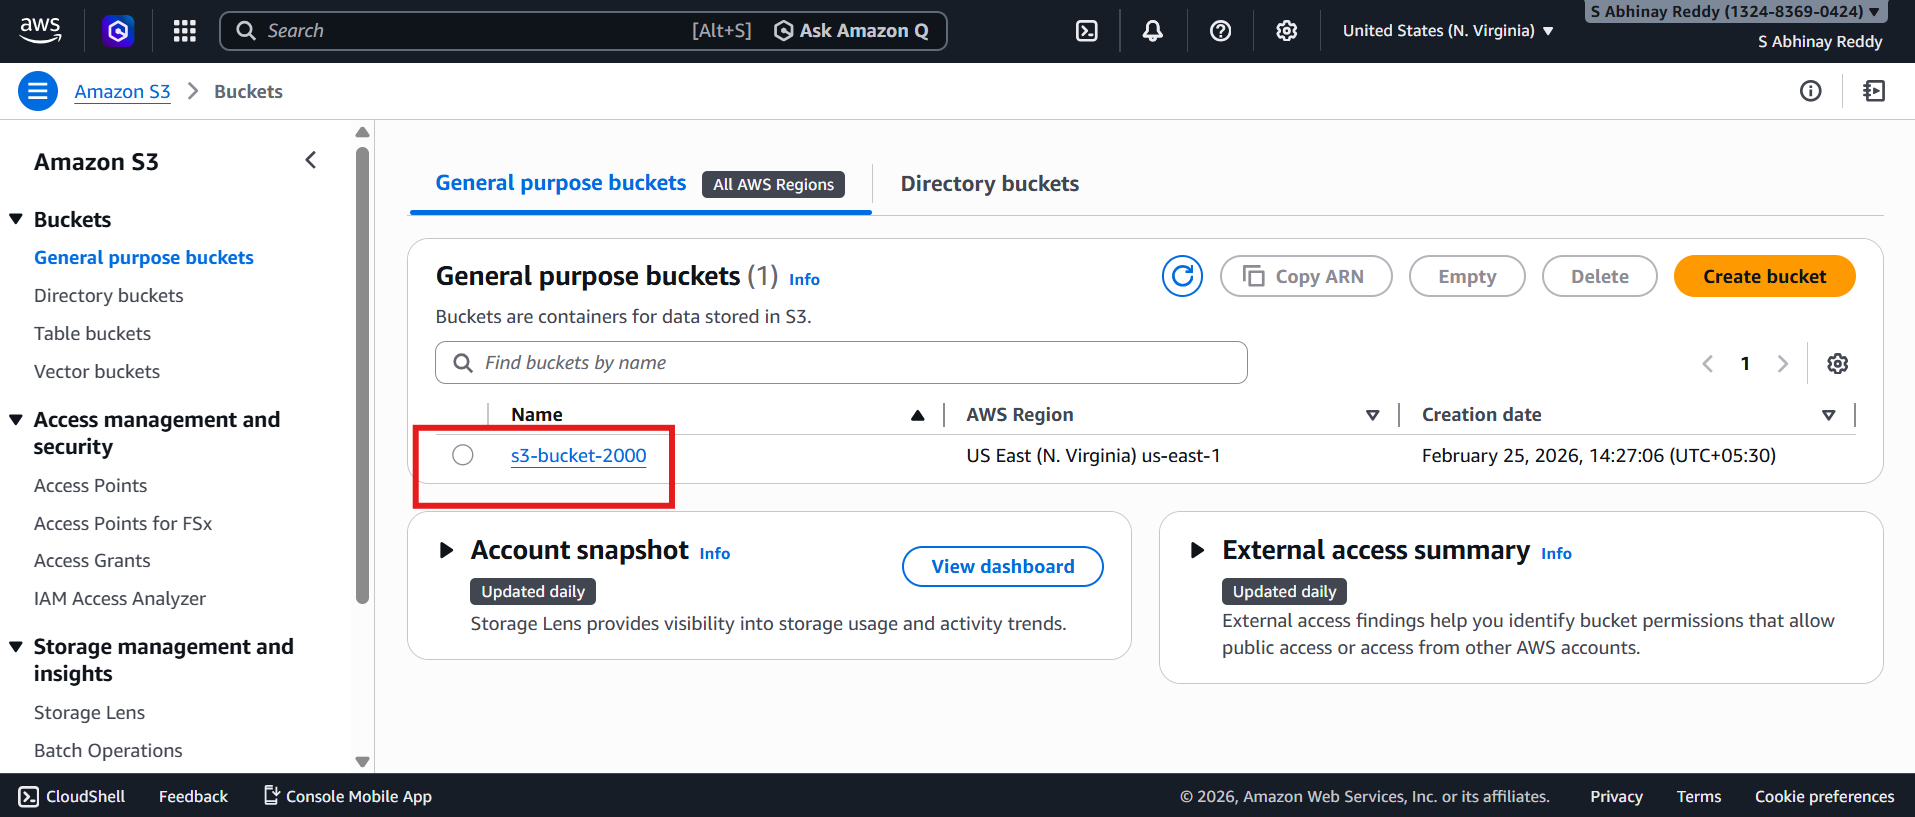 aws
Search [Alt+S] Ask Amazon Q
United States (N. Virginia)
S Abhinay Reddy (1324-8369-0424)
S Abhinay Reddy
Amazon S3 > Buckets
Amazon S3
Buckets
General purpose buckets
Directory buckets
Table buckets
Vector buckets
Access management and
security
Access Points
Access Points for FSx
Access Grants
IAM Access Analyzer
Storage management and
insights
Storage Lens
Batch Operations
General purpose buckets All AWS Regions Directory buckets
General purpose buckets (1) Info
Copy ARN Empty Delete Create bucket
Buckets are containers for data stored in S3.
Find buckets by name
1
Name AWS Region Creation date
s3-bucket-2000 US East (N. Virginia) us-east-1 February 25, 2026, 14:27:06 (UTC+05:30)
Account snapshot Info
View dashboard
Updated daily
Storage Lens provides visibility into storage usage and activity trends.
External access summary Info
Updated daily
External access findings help you identify bucket permissions that allow
public access or access from other AWS accounts.
CloudShell Feedback Console Mobile App © 2026, Amazon Web Services, Inc. or its affiliates. Privacy Terms Cookie preferences